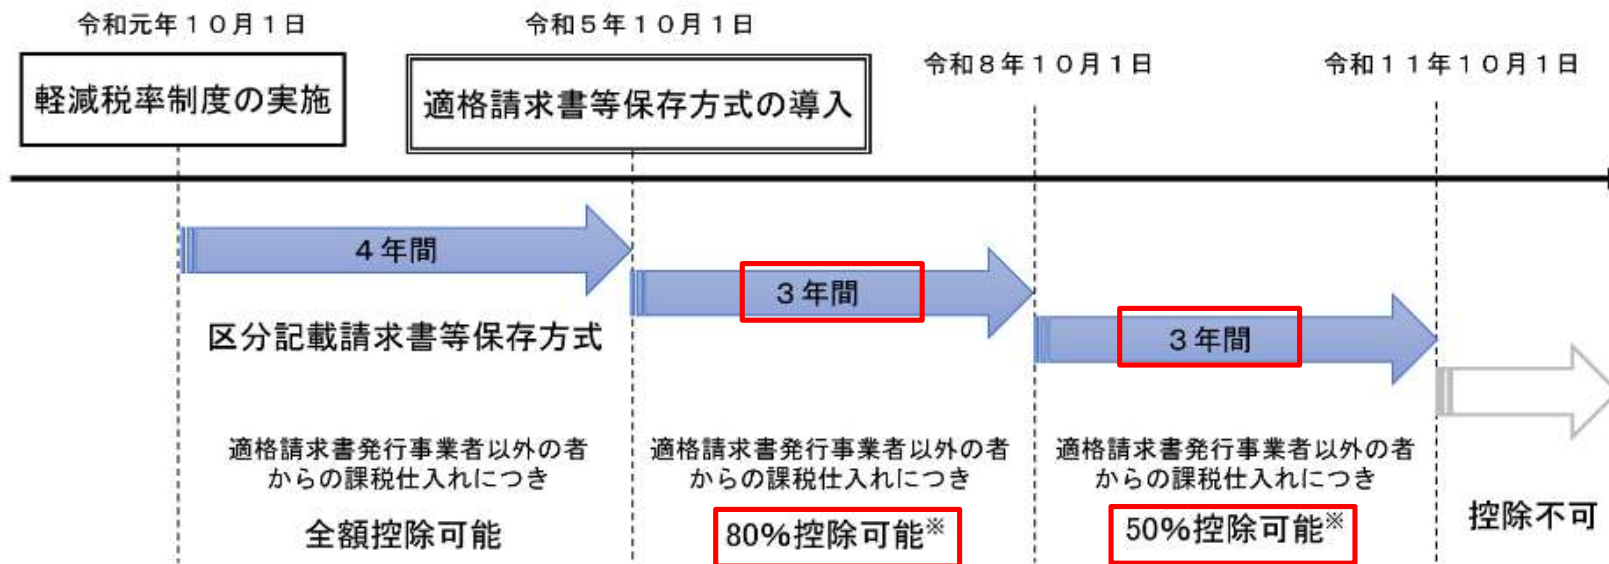 令和元年１０月１日
令和５年１０月１日
令和８年１０月１日
令和１１年１０月１日
軽減税率制度の実施
適格請求書等保存方式の導入
４年間
３年間
３年間
区分記載請求書等保存方式
適格請求書発行事業者以外の者
からの課税仕入れにつき
全額控除可能
適格請求書発行事業者以外の者
からの課税仕入れにつき
80%控除可能※
適格請求書発行事業者以外の者
からの課税仕入れにつき
50%控除可能※
控除不可